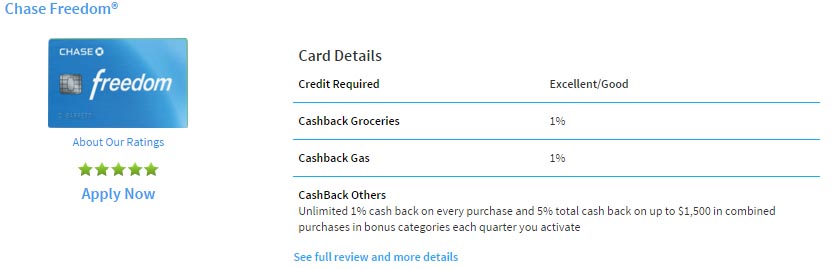 Chase Freedom®
CHASE
freedom
About Our Ratings
Apply Now
Card Details
Credit Required Excellent/Good
Cashback Groceries 1%
Cashback Gas 1%
CashBack Others
Unlimited 1% cash back on every purchase and 5% total cash back on up to $1,500 in combined
purchases in bonus categories each quarter you activate
See full review and more details